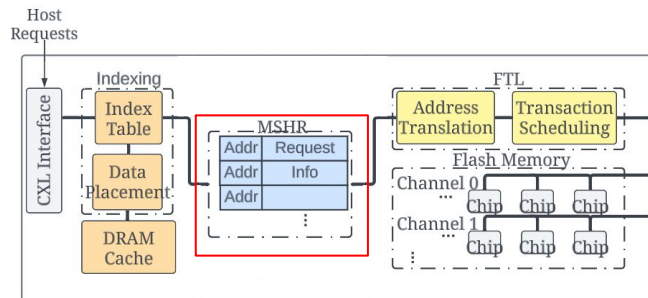 Host
Requests
CXL Interface
Indexing
Index
Table
Data
Placement
DRAM
Cache
MSHR
Addr Request
Addr Info
Addr
⋮
FTL
Address
Translation
Transaction
Scheduling
Flash Memory
Channel 0
... Chip Chip Chip
Channel 1
... Chip Chip Chip
⋮